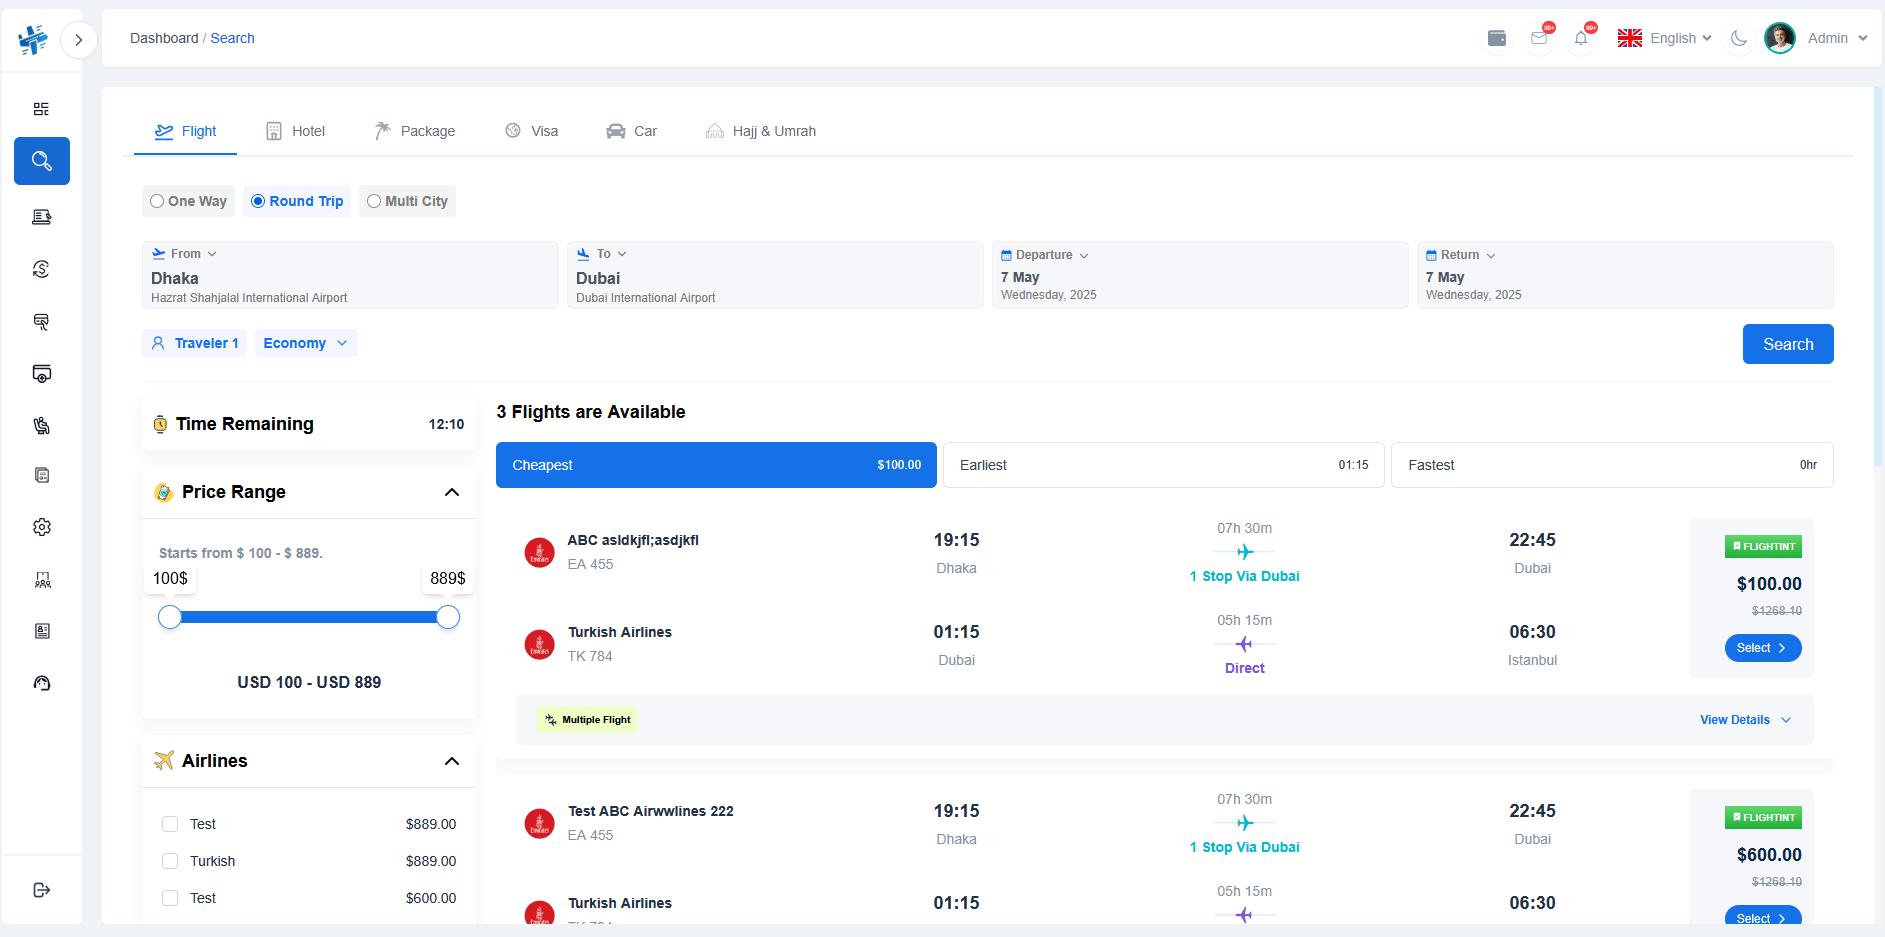 Dashboard / Search
99+
99+
English
Admin
Flight
Hotel
Package
Visa
Car
Hajj & Umrah
One Way
Round Trip
Multi City
From
Dhaka
Hazrat Shahjalal International Airport
To
Dubai
Dubai International Airport
Departure
7 May
Wednesday, 2025
Return
7 May
Wednesday, 2025
Traveler 1
Economy
Search
Time Remaining
12:10
Price Range
Starts from $ 100 - $ 889.
100$
889$
USD 100 - USD 889
Airlines
Test
$889.00
Turkish
$889.00
Test
$600.00
3 Flights are Available
Cheapest
$100.00
Earliest
01:15
Fastest
0hr
Emirates
ABC asldkjfl;asdjkfl
EA 455
19:15
Dhaka
07h 30m
1 Stop Via Dubai
22:45
Dubai
Emirates
Turkish Airlines
TK 784
01:15
Dubai
05h 15m
Direct
06:30
Istanbul
FLIGHTINT
$100.00
$1268.10
Select
Multiple Flight
View Details
Emirates
Test ABC Airwwlines 222
EA 455
19:15
Dhaka
07h 30m
1 Stop Via Dubai
22:45
Dubai
Emirates
Turkish Airlines
TK 784
01:15
05h 15m
06:30
FLIGHTINT
$600.00
$1268.10
Select